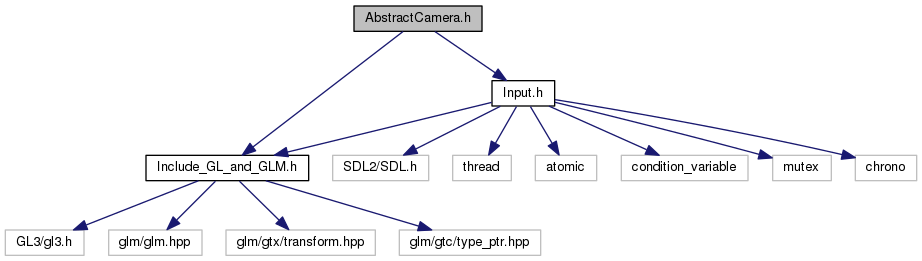 AbstractCamera.h
Input.h
Include_GL_and_GLM.h
SDL2/SDL.h
thread
atomic
condition_variable
mutex
chrono
GL3/gl3.h
glm/glm.hpp
glm/gtx/transform.hpp
glm/gtc/type_ptr.hpp